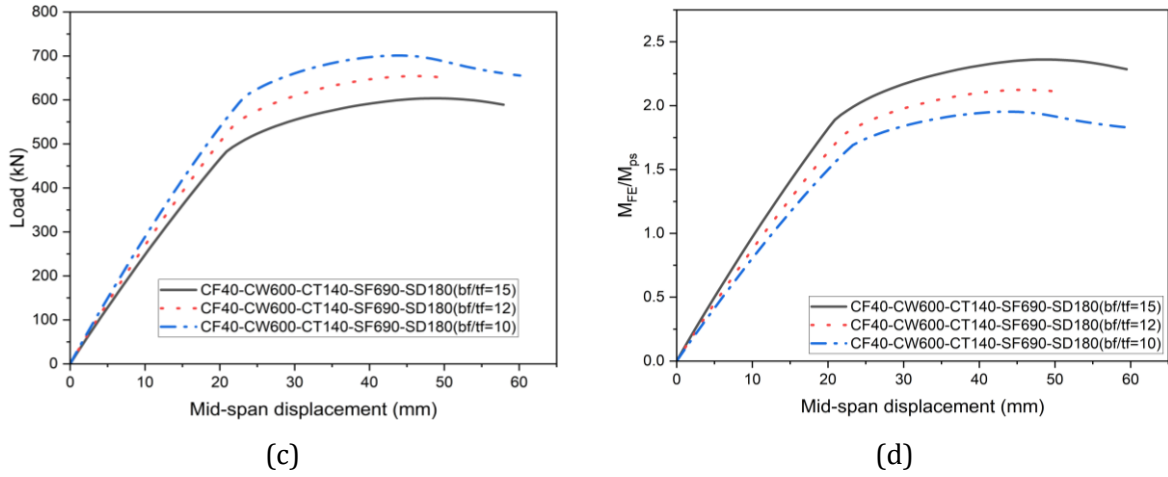 800
700
600
500
400
300
200
100
0
Load (kN)
CF40-CW600-CT140-SF690-SD180(bf/tf=15)
CF40-CW600-CT140-SF690-SD180(bf/tf=12)
CF40-CW600-CT140-SF690-SD180(bf/tf=10)
0 10 20 30 40 50 60
Mid-span displacement (mm)
(c)
2.5
2.0
1.5
1.0
0.5
0.0
MFE/Mps
CF40-CW600-CT140-SF690-SD180(bf/tf=15)
CF40-CW600-CT140-SF690-SD180(bf/tf=12)
CF40-CW600-CT140-SF690-SD180(bf/tf=10)
0 10 20 30 40 50 60
Mid-span displacement (mm)
(d)